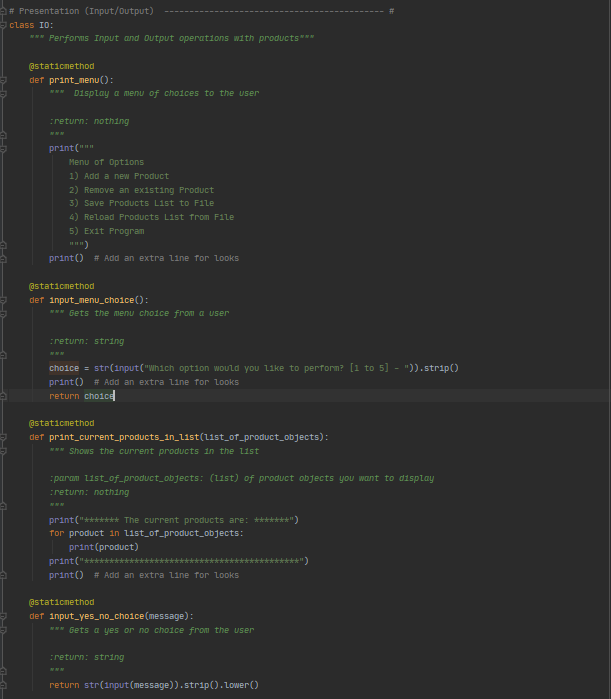 # Presentation (Input/Output)  -------------------------------------------- #
class IO:
    """ Performs Input and Output operations with products"""

    @staticmethod
    def print_menu():
        """  Display a menu of choices to the user

        :return: nothing
        """
        print("""
            Menu of Options
            1) Add a new Product
            2) Remove an existing Product
            3) Save Products List to File
            4) Reload Products List from File
            5) Exit Program
            """)
        print()  # Add an extra line for looks

    @staticmethod
    def input_menu_choice():
        """ Gets the menu choice from a user

        :return: string
        """
        choice = str(input("Which option would you like to perform? [1 to 5] - ")).strip()
        print()  # Add an extra line for looks
        return choice

    @staticmethod
    def print_current_products_in_list(list_of_product_objects):
        """ Shows the current products in the list

        :param list_of_product_objects: (list) of product objects you want to display
        :return: nothing
        """
        print("******* The current products are: *******")
        for product in list_of_product_objects:
            print(product)
        print("*******************************************")
        print()  # Add an extra line for looks

    @staticmethod
    def input_yes_no_choice(message):
        """ Gets a yes or no choice from the user

        :return: string
        """
        return str(input(message)).strip().lower()